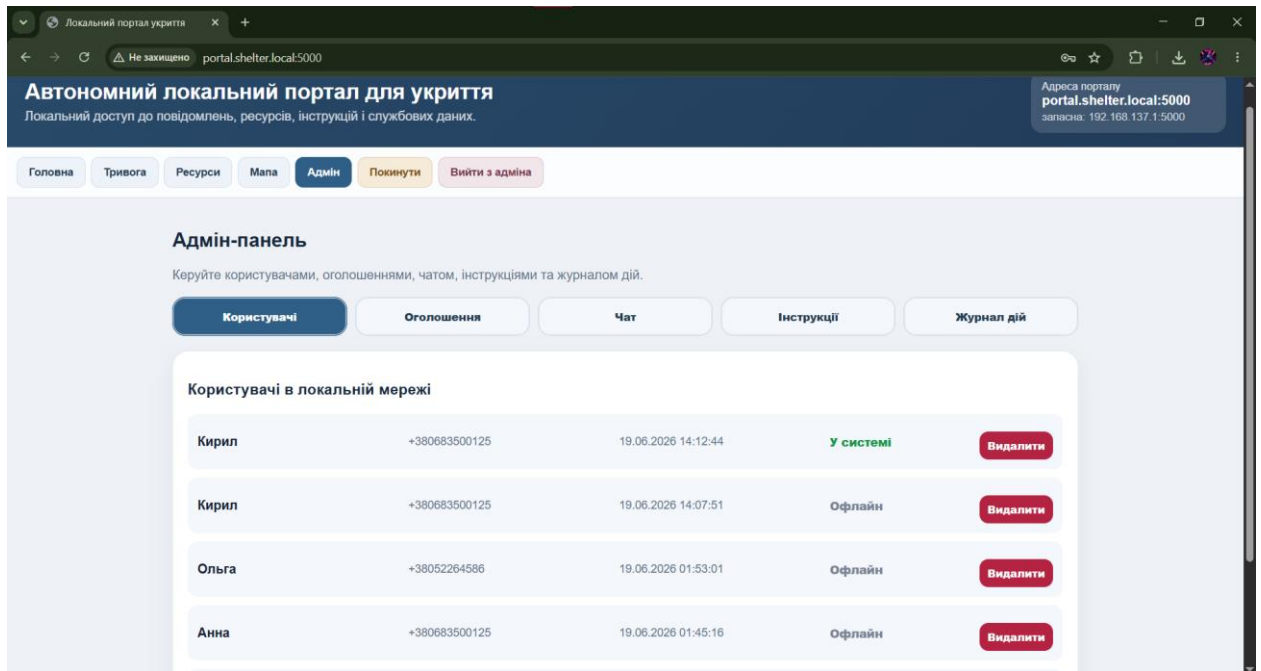 Локальний портал укриття
Не захищено portal.shelter.local:5000
Автономний локальний портал для укриття
Локальний доступ до повідомлень, ресурсів, інструкцій і службових даних.
Адреса порталу
portal.shelter.local:5000
запасна: 192.168.137.1:5000
Головна Тривога Ресурси Мапа Адмін Покинути Вийти з адміна
Адмін-панель
Керуйте користувачами, оголошеннями, чатом, інструкціями та журналом дій.
Користувачі Оголошення Чат Інструкції Журнал дій
Користувачі в локальній мережі
Кирил +380683500125 19.06.2026 14:12:44 У системі Видалити
Кирил +380683500125 19.06.2026 14:07:51 Офлайн Видалити
Ольга +38052264586 19.06.2026 01:53:01 Офлайн Видалити
Анна +380683500125 19.06.2026 01:45:16 Офлайн Видалити